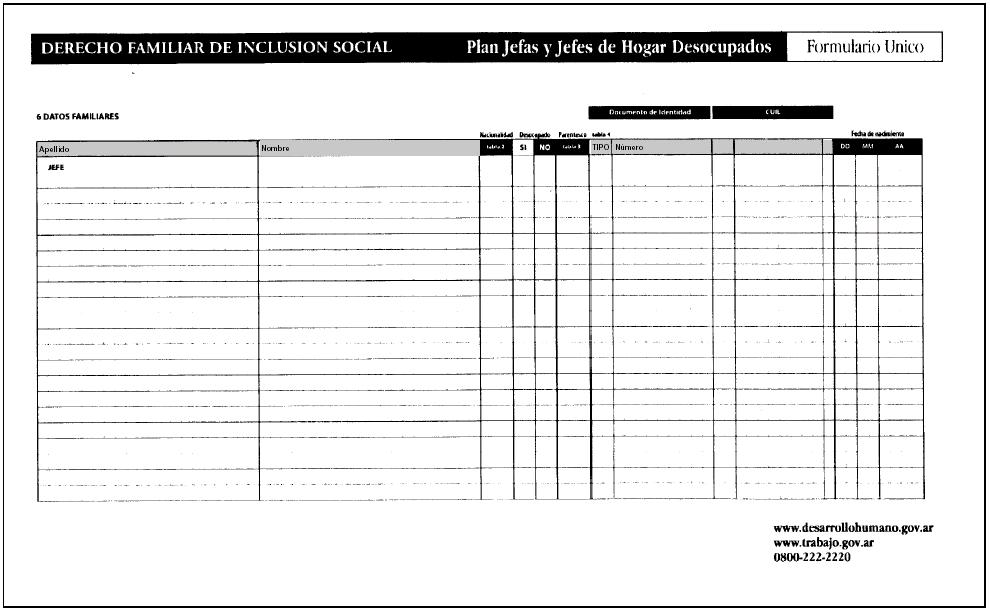 DERECHO FAMILIAR DE INCLUSION SOCIAL Plan Jefas y Jefes de Hogar Desocupados Formulario Unico
6 DATOS FAMILIARES
Documento de Identidad CUIL
Nacionalidad Desocupado Parentesco tabla 4 Fecha de nacimiento
Apellido Nombre tabla 2 SI NO tabla 3 TIPO Número DD MM AA
JEFE
www.desarrollohumano.gov.ar
www.trabajo.gov.ar
0800-222-2220